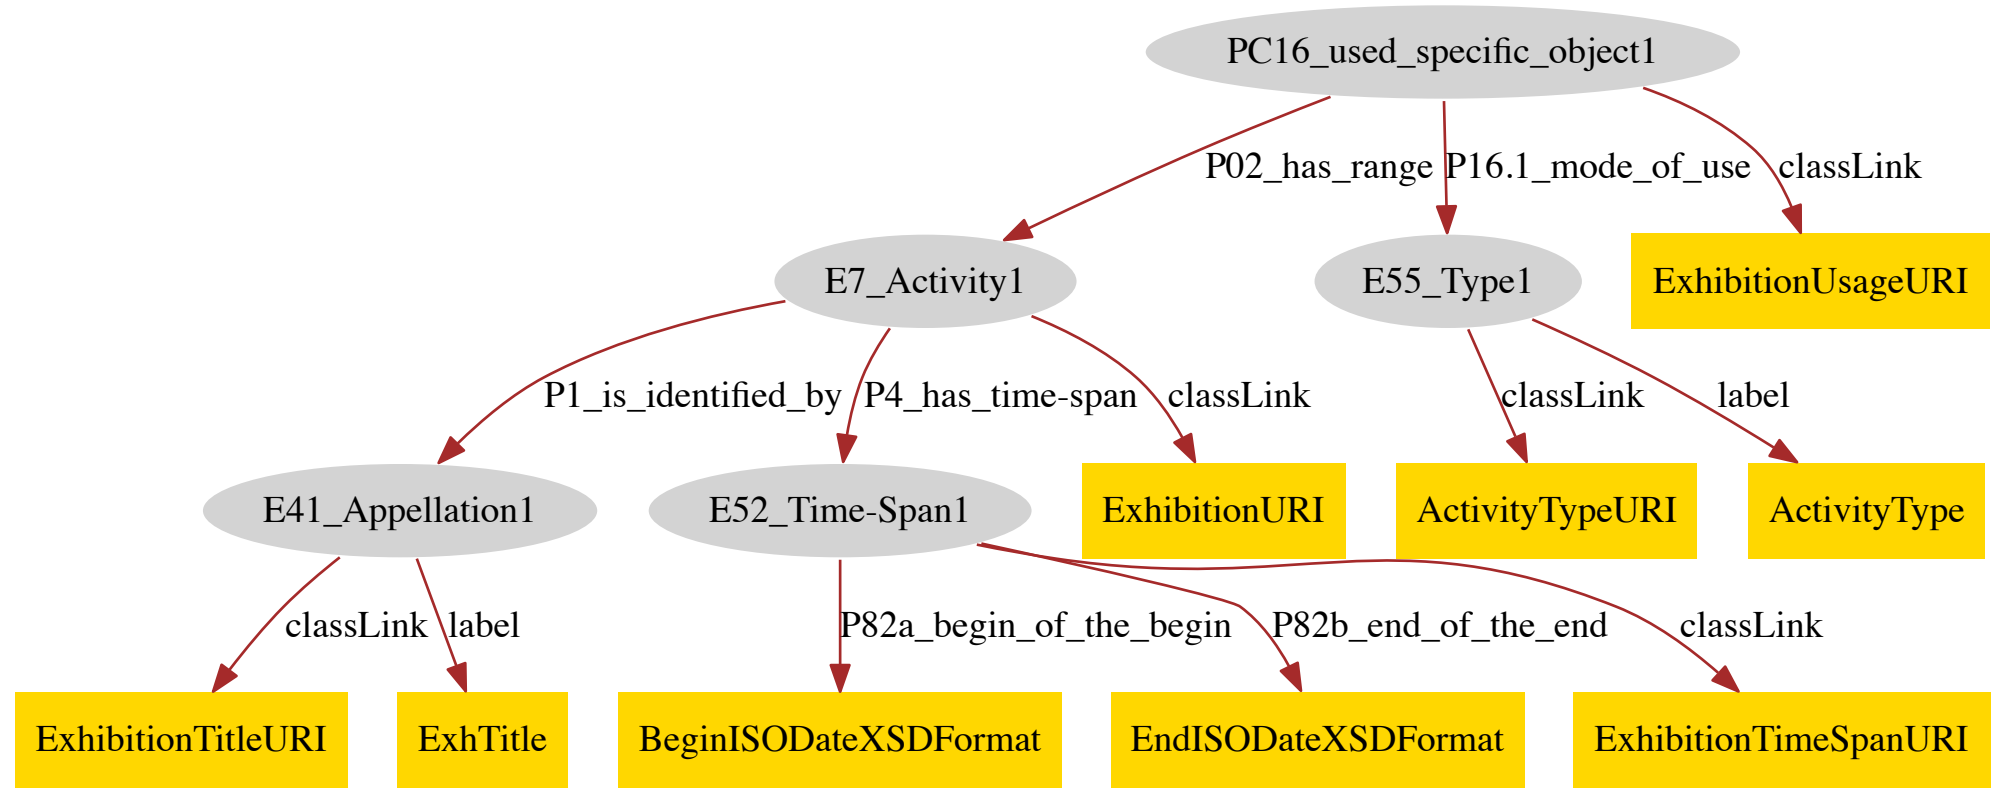 PC16_used_specific_object1
P02_has_range
P16.1_mode_of_use
classLink
E7_Activity1
E55_Type1
ExhibitionUsageURI
P1_is_identified_by
P4_has_time-span
classLink
classLink
label
E41_Appellation1
E52_Time-Span1
ExhibitionURI
ActivityTypeURI
ActivityType
classLink
label
P82a_begin_of_the_begin
P82b_end_of_the_end
classLink
ExhibitionTitleURI
ExhTitle
BeginISODateXSDFormat
EndISODateXSDFormat
ExhibitionTimeSpanURI